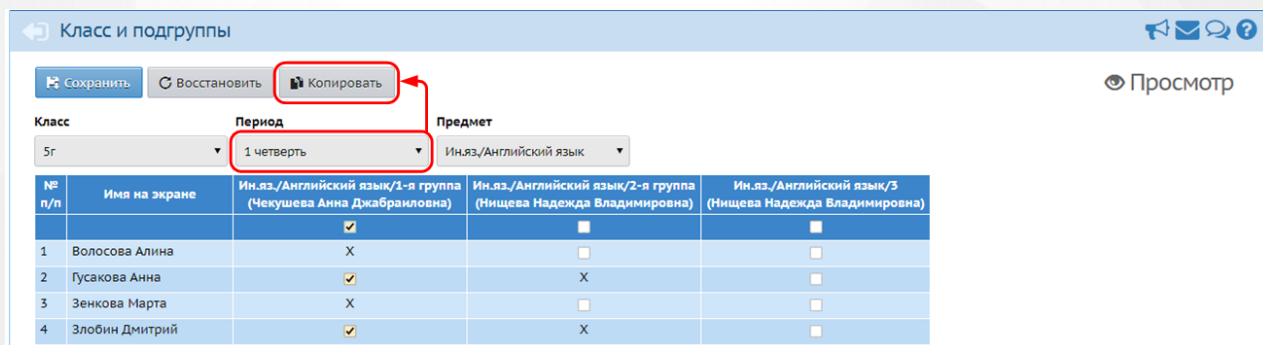 Класс и подгруппы
Сохранить Восстановить Копировать
Просмотр
Класс Период Предмет
5г 1 четверть Ин.яз./Английский язык
№ п/п Имя на экране Ин.яз./Английский язык/1-я группа (Чекушева Анна Джабраиловна) Ин.яз./Английский язык/2-я группа (Нищева Надежда Владимировна) Ин.яз./Английский язык/3 (Нищева Надежда Владимировна)
1 Волосова Алина X
2 Гусакова Анна X
3 Зенкова Марта X
4 Злобин Дмитрий X